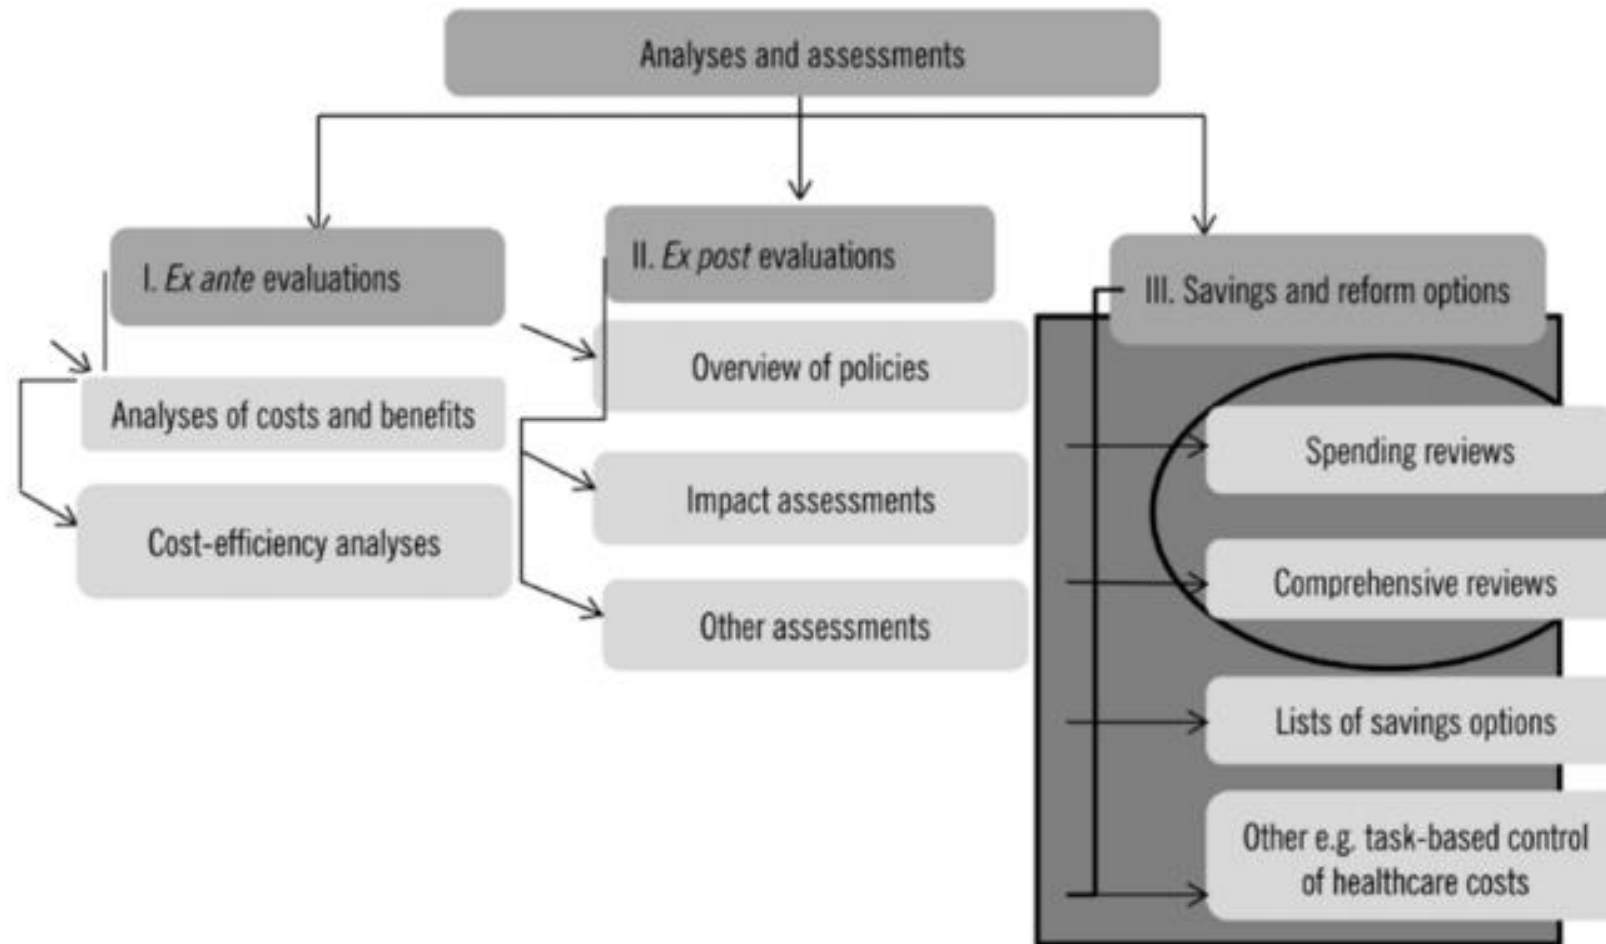 Analyses and assessments
I. Ex ante evaluations
Analyses of costs and benefits
Cost-efficiency analyses
II. Ex post evaluations
Overview of policies
Impact assessments
Other assessments
III. Savings and reform options
Spending reviews
Comprehensive reviews
Lists of savings options
Other e.g. task-based control
of healthcare costs